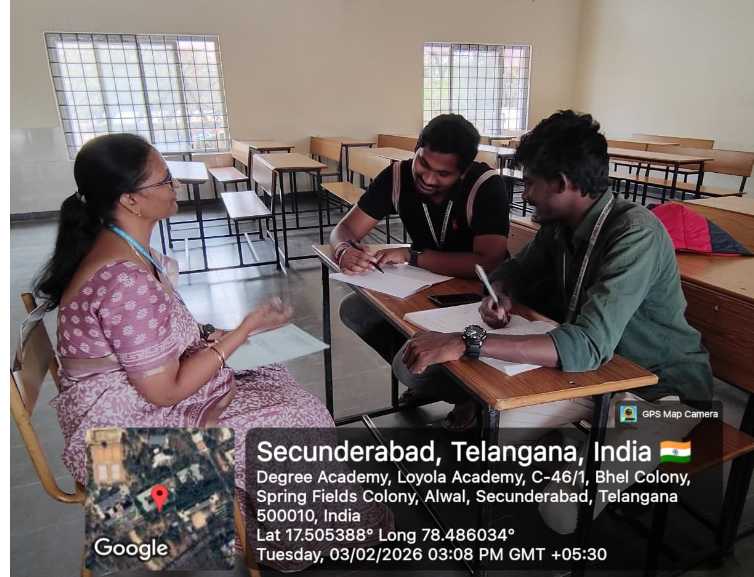 GPS Map Camera
Secunderabad, Telangana, India 🇮🇳
Degree Academy, Loyola Academy, C-46/1, Bhel Colony,
Spring Fields Colony, Alwal, Secunderabad, Telangana
500010, India
Lat 17.505388° Long 78.486034°
Tuesday, 03/02/2026 03:08 PM GMT +05:30
Google